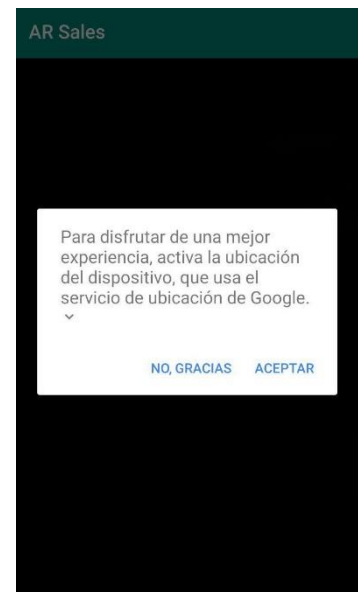 AR Sales
Para disfrutar de una mejor
experiencia, activa la ubicación
del dispositivo, que usa el
servicio de ubicación de Google.
NO, GRACIAS ACEPTAR